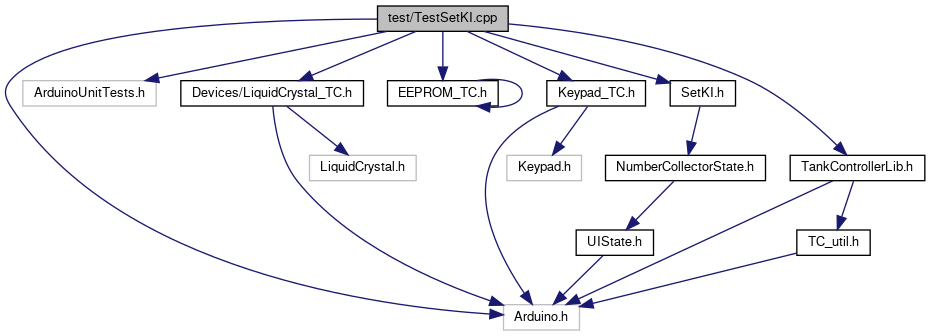 test/TestSetKI.cpp
ArduinoUnitTests.h
Devices/LiquidCrystal_TC.h
EEPROM_TC.h
Keypad_TC.h
SetKI.h
LiquidCrystal.h
Keypad.h
NumberCollectorState.h
TankControllerLib.h
UIState.h
TC_util.h
Arduino.h